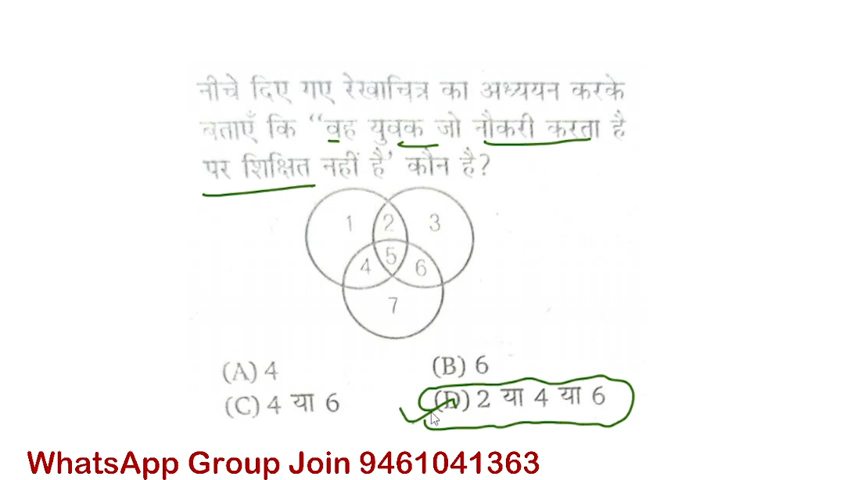 नीचे दिए गए रेखाचित्र का अध्ययन करके
बताएँ कि “वह युवक जो नौकरी करता है
पर शिक्षित नहीं है’ कौन है?
1 2 3
4 5 6
7
(A) 4 (B) 6
(C) 4 या 6 (D) 2 या 4 या 6
WhatsApp Group Join 9461041363